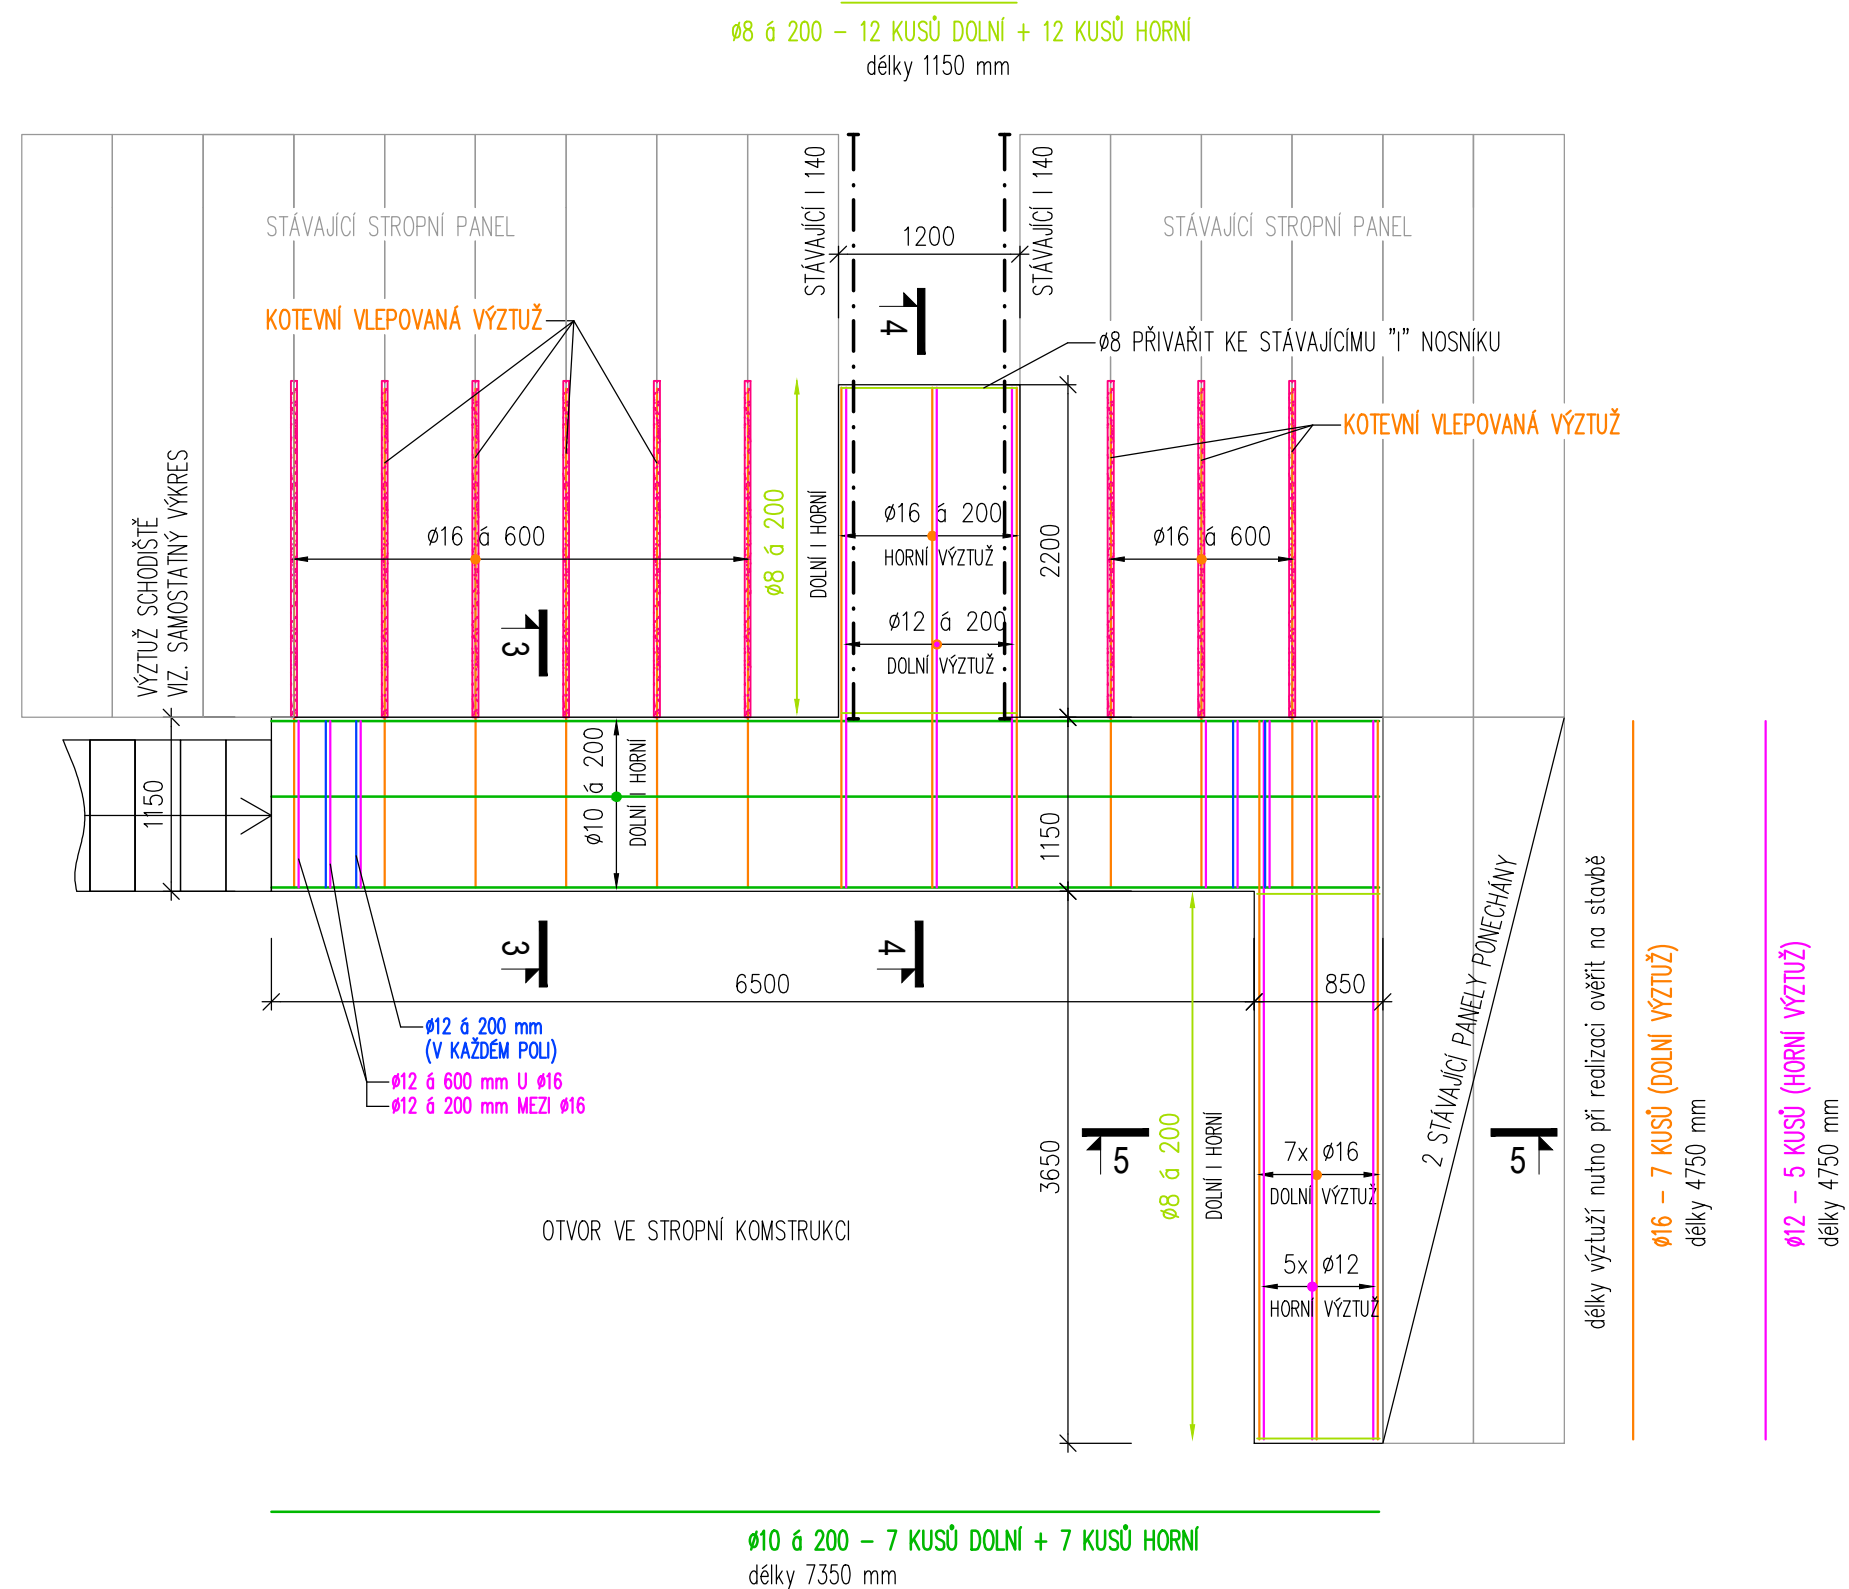 ø8 á 200 – 12 KUSŮ DOLNÍ + 12 KUSŮ HORNÍ
délky 1150 mm
STÁVAJÍCÍ STROPNÍ PANEL
STÁVAJÍCÍ I 140
1200
STÁVAJÍCÍ I 140
STÁVAJÍCÍ STROPNÍ PANEL
KOTEVNÍ VLEPOVANÁ VÝZTUŽ
4
ø8 PŘIVAŘIT KE STÁVAJÍCÍMU "I" NOSNÍKU
KOTEVNÍ VLEPOVANÁ VÝZTUŽ
VÝZTUŽ SCHODIŠTĚ
VIZ. SAMOSTATNÝ VÝKRES
ø16 á 600
ø8 á 200
DOLNÍ I HORNÍ
ø16 á 200
HORNÍ VÝZTUŽ
ø12 á 200
DOLNÍ VÝZTUŽ
2200
ø16 á 600
3
1150
ø10 á 200
DOLNÍ I HORNÍ
1150
3
4
6500
850
ø12 á 200 mm
(V KAŽDÉM POLI)
ø12 á 600 mm U ø16
ø12 á 200 mm MEZI ø16
3650
5
ø8 á 200
DOLNÍ I HORNÍ
7x ø16
DOLNÍ VÝZTUŽ
5x ø12
HORNÍ VÝZTUŽ
2 STÁVAJÍCÍ PANELY PONECHÁNY
5
OTVOR VE STROPNÍ KOMSTRUKCI
délky výztuží nutno při realizaci ověřit na stavbě
ø16 – 7 KUSŮ (DOLNÍ VÝZTUŽ)
délky 4750 mm
ø12 – 5 KUSŮ (HORNÍ VÝZTUŽ)
délky 4750 mm
ø10 á 200 – 7 KUSŮ DOLNÍ + 7 KUSŮ HORNÍ
délky 7350 mm